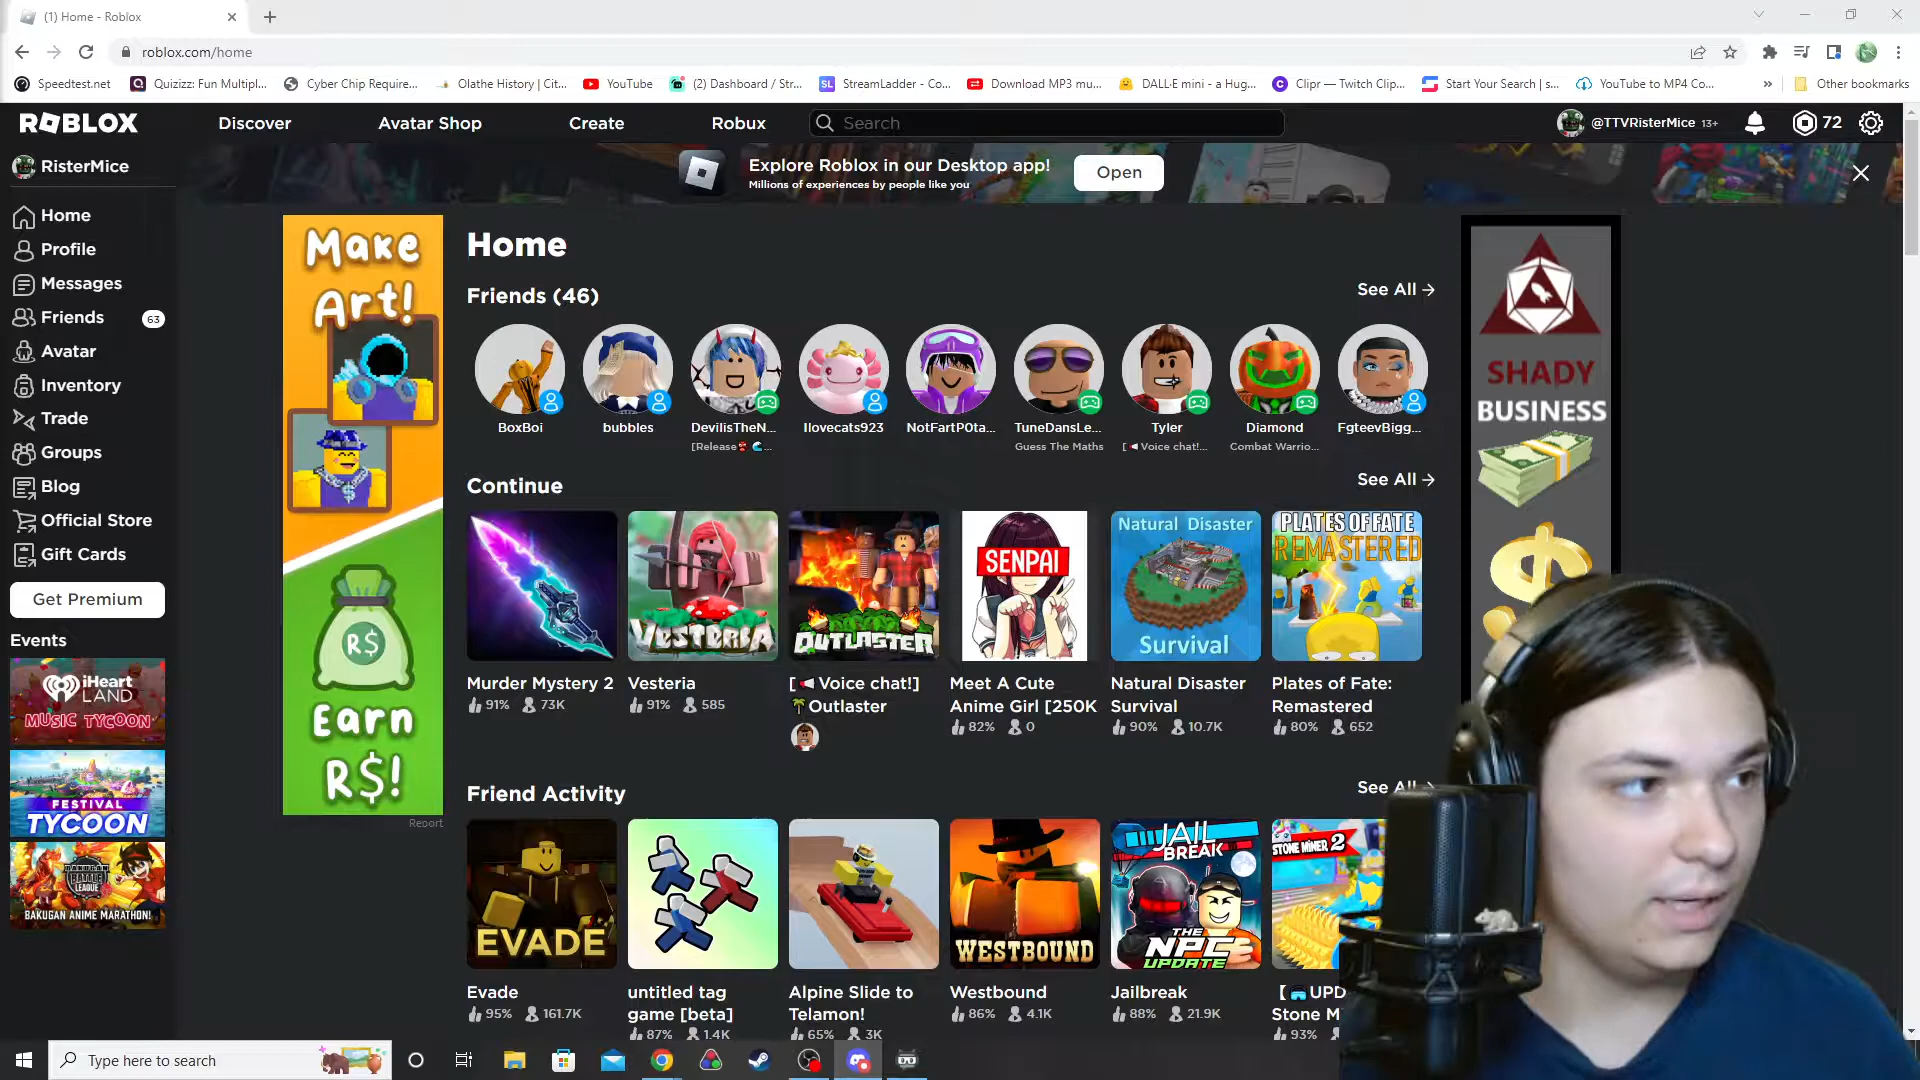 (1) Home - Roblox
roblox.com/home
Speedtest.net
Quizizz: Fun Multipl...
Cyber Chip Require...
Olathe History | Cit...
YouTube
(2) Dashboard / Str...
StreamLadder - Co...
Download MP3 mu...
DALL·E mini - a Hug...
Clipr — Twitch Clip...
Start Your Search | s...
YouTube to MP4 Co...
Other bookmarks
ROBLOX
Discover
Avatar Shop
Create
Robux
Search
@TTVRisterMice 13+
72
RisterMice
Explore Roblox in our Desktop app!
Millions of experiences by people like you
Open
Home
Profile
Messages
Friends
63
Avatar
Inventory
Trade
Groups
Blog
Official Store
Gift Cards
Get Premium
Events
iHeart
LAND
MUSIC TYCOON
FESTIVAL
TYCOON
BAKUGAN BATTLE LEAGUE
BAKUGAN ANIME MARATHON!
Make
Art!
R$
Earn
R$!
Report
Home
Friends (46)
See All
BoxBoi
bubbles
DevilisTheN...
[Release
Ilovecats923
NotFartP0ta...
TuneDansLe...
Guess The Maths
Tyler
[ Voice chat!...
Diamond
Combat Warrio...
FgteevBigg...
Continue
See All
VESTERIA
OUTLASTER
SENPAI
Natural Disaster
Survival
PLATES OF FATE
REMASTERED
Murder Mystery 2
91% 73K
Vesteria
91% 585
[ Voice chat!]
Outlaster
Meet A Cute
Anime Girl [250K
82% 0
Natural Disaster
Survival
90% 10.7K
Plates of Fate:
Remastered
80% 652
Friend Activity
See All
EVADE
WESTBOUND
JAIL
BREAK
THE
NPC
UPDATE
STONE MINER 2
Evade
95% 161.7K
untitled tag
game [beta]
87% 1.4K
Alpine Slide to
Telamon!
65% 3K
Westbound
86% 4.1K
Jailbreak
88% 21.9K
[ UPD
Stone M
93%
SHADY
BUSINESS
Type here to search